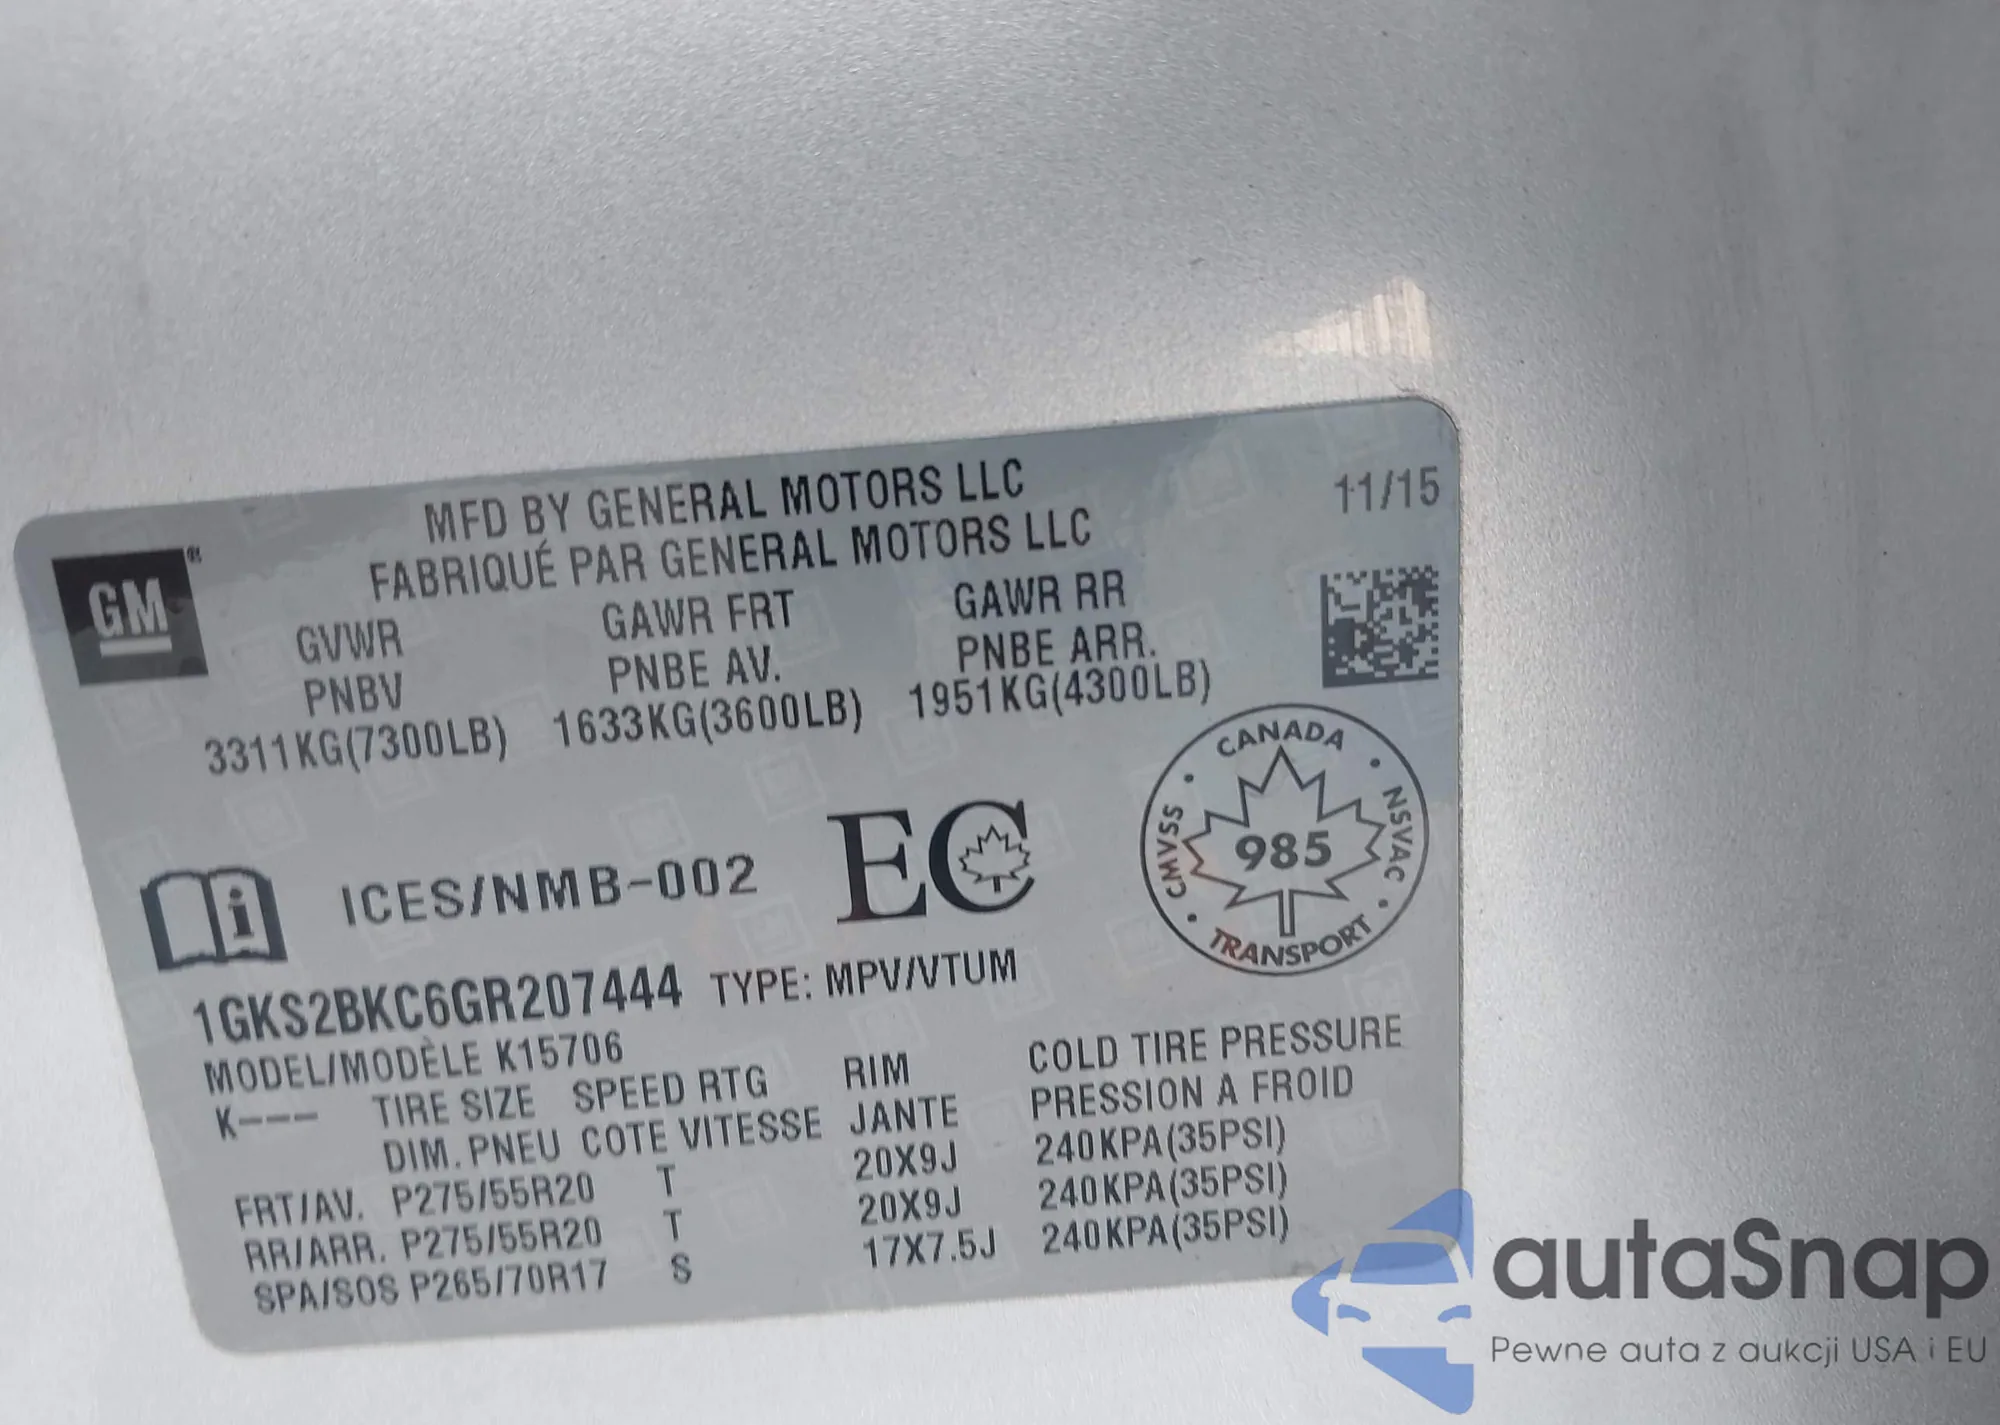 MFD BY GENERAL MOTORS LLC
11/15
FABRIQUÉ PAR GENERAL MOTORS LLC
GM®
GVWR GAWR FRT GAWR RR
PNBV PNBE AV. PNBE ARR.
3311KG(7300LB) 1633KG(3600LB) 1951KG(4300LB)
CANADA
CMVSS 985 NSVAC
TRANSPORT
i ICES/NMB-002 EC
1GKS2BKC6GR207444 TYPE: MPV/VTUM
MODEL/MODÈLE K15706
K--- TIRE SIZE SPEED RTG RIM COLD TIRE PRESSURE
DIM. PNEU COTE VITESSE JANTE PRESSION A FROID
FRT/AV. P275/55R20 T 20X9J 240KPA(35PSI)
RR/ARR. P275/55R20 T 20X9J 240KPA(35PSI)
SPA/SOS P265/70R17 S 17X7.5J 240KPA(35PSI)
autaSnap
Pewne auta z aukcji USA i EU